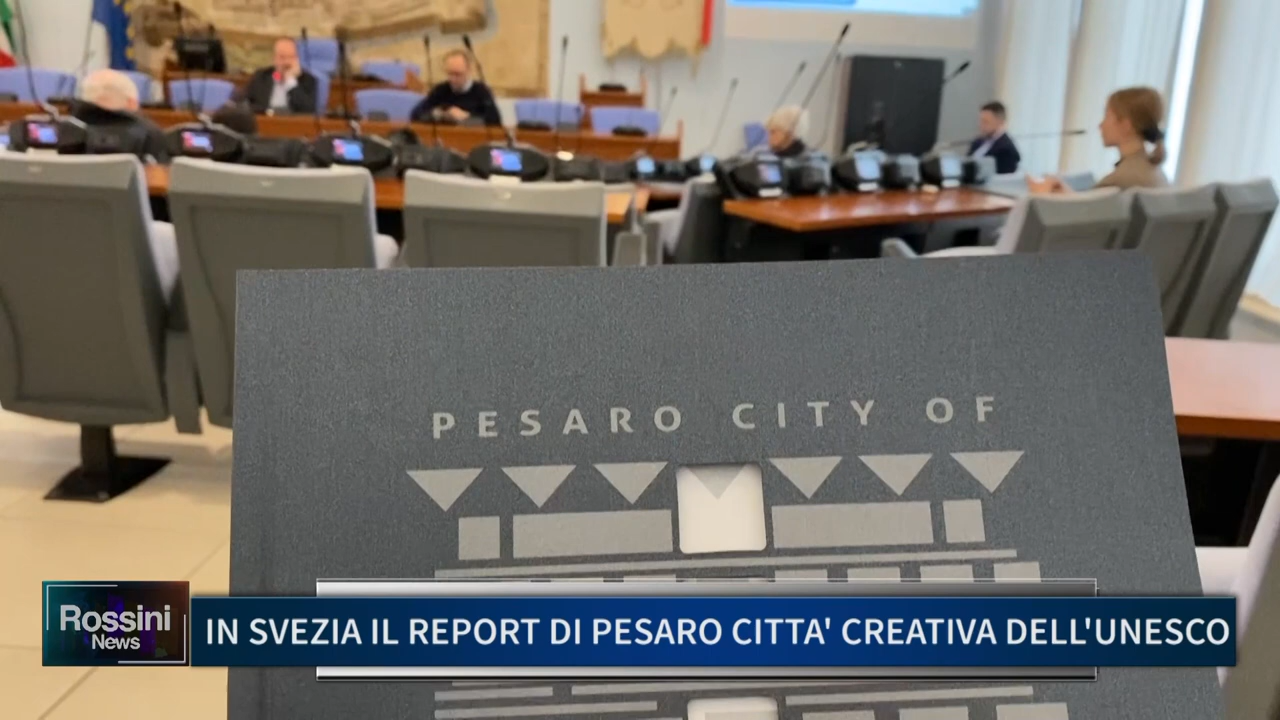 PESARO CITY OF
Rossini
News
IN SVEZIA IL REPORT DI PESARO CITTA' CREATIVA DELL'UNESCO